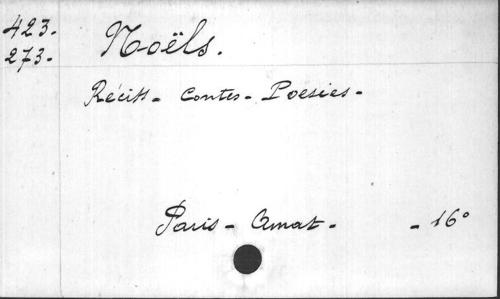 423.
273.
Noëls.
Récits - Contes - Poesies -
Paris - Amat - - 16°